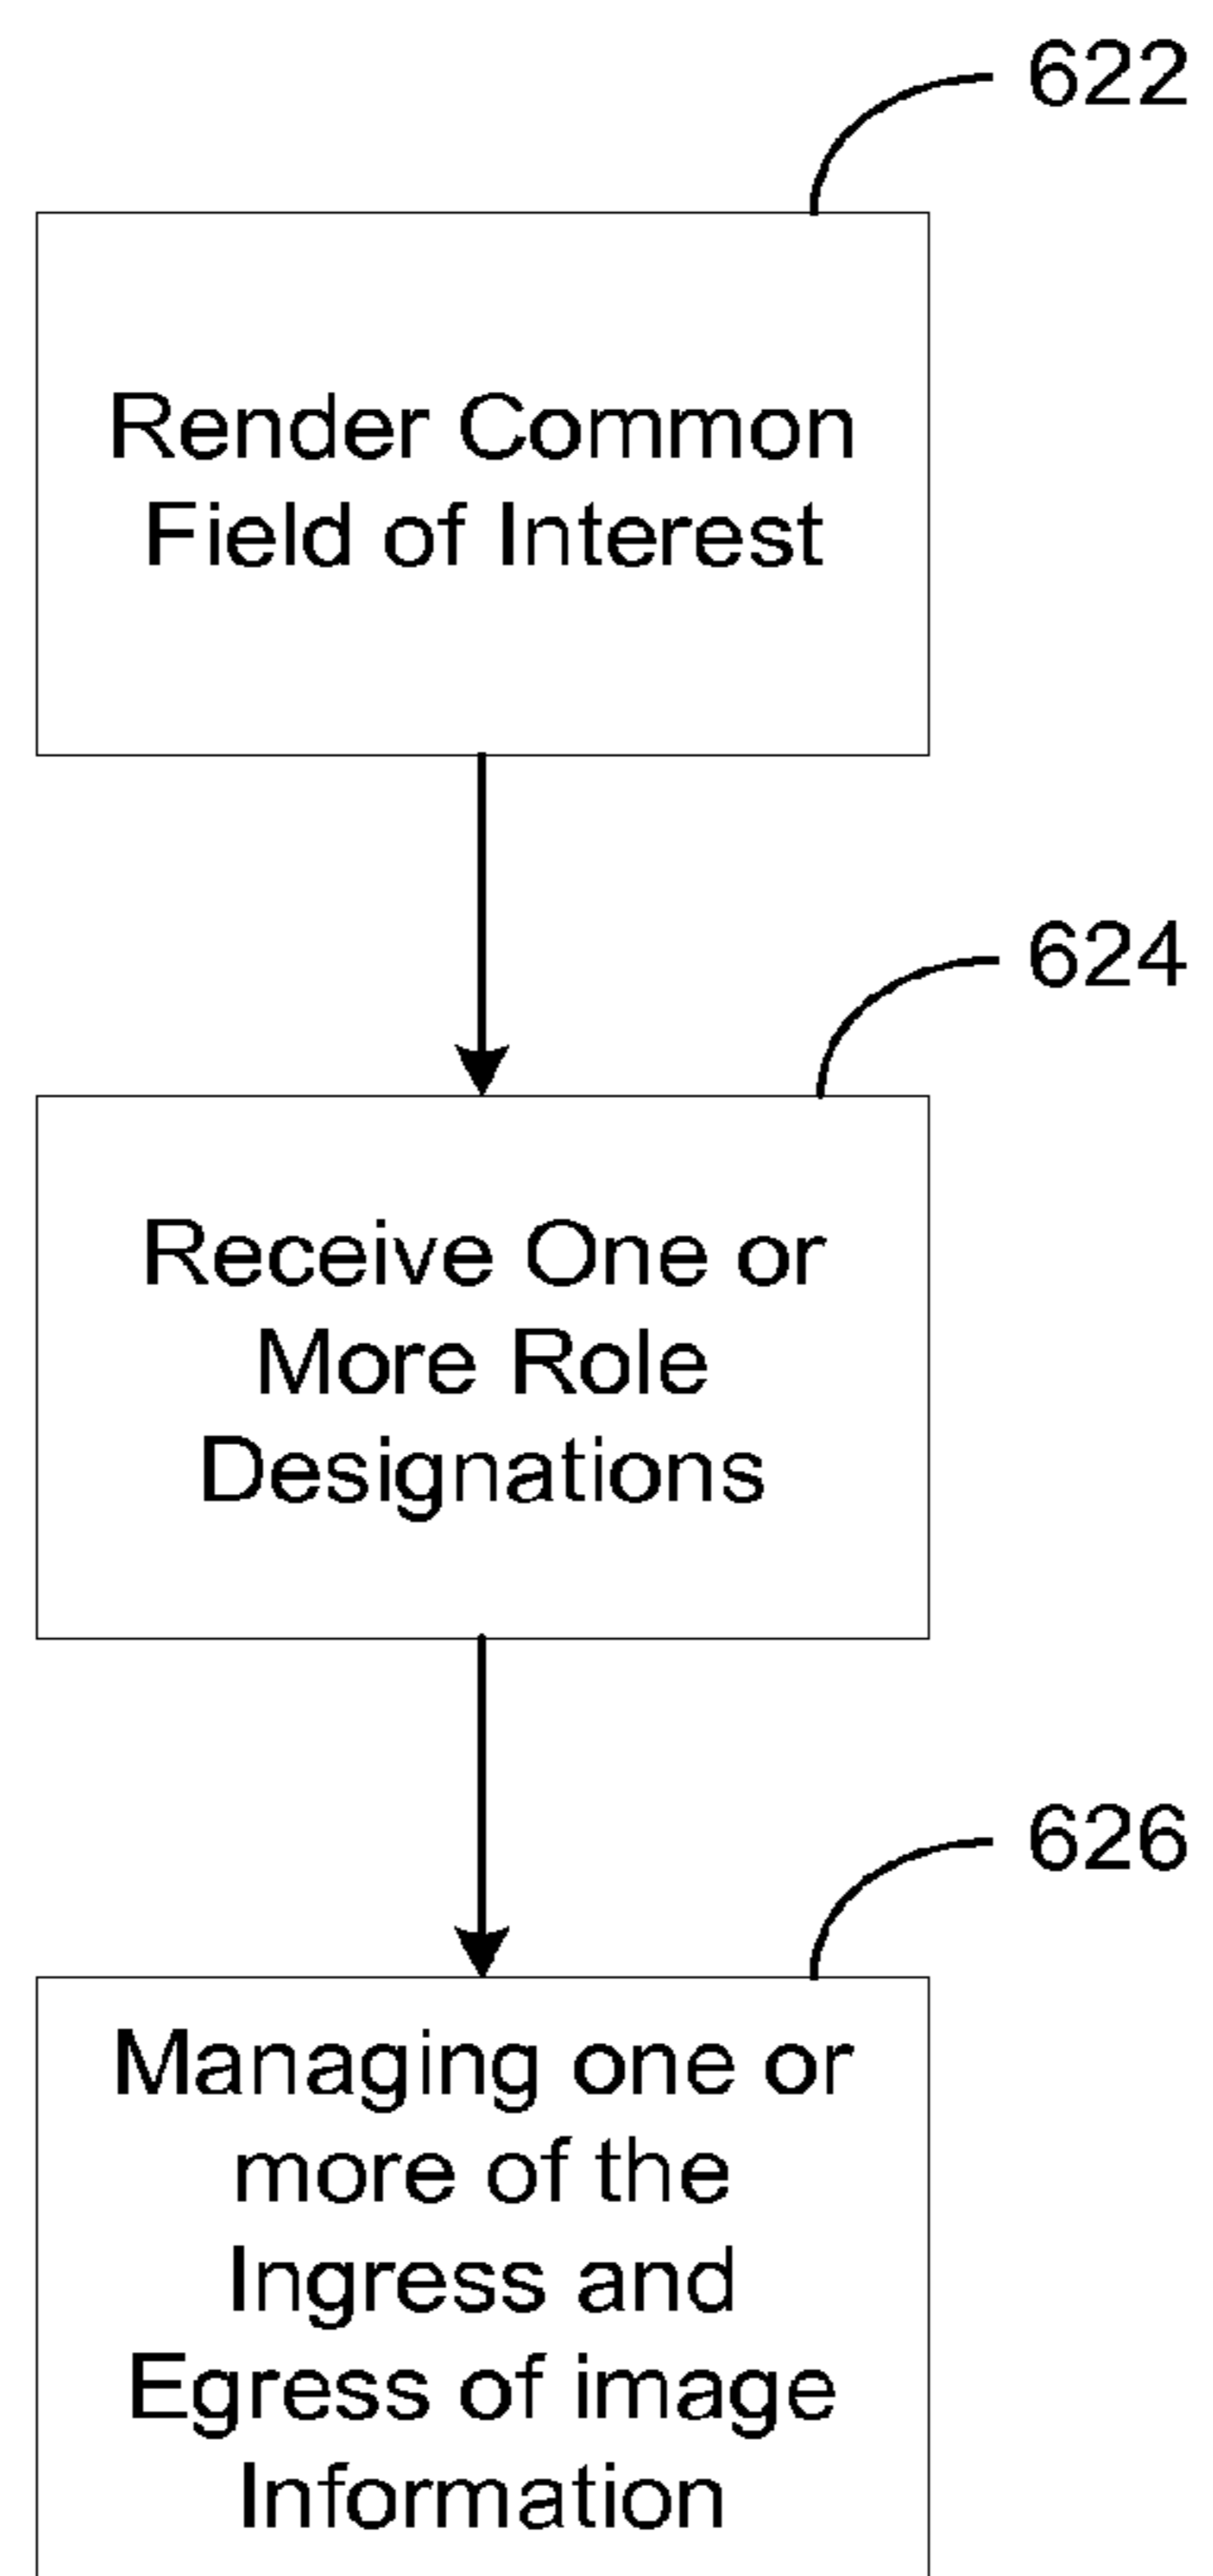 622
Render Common
Field of Interest
624
Receive One or
More Role
Designations
626
Managing one or
more of the
Ingress and
Egress of image
Information